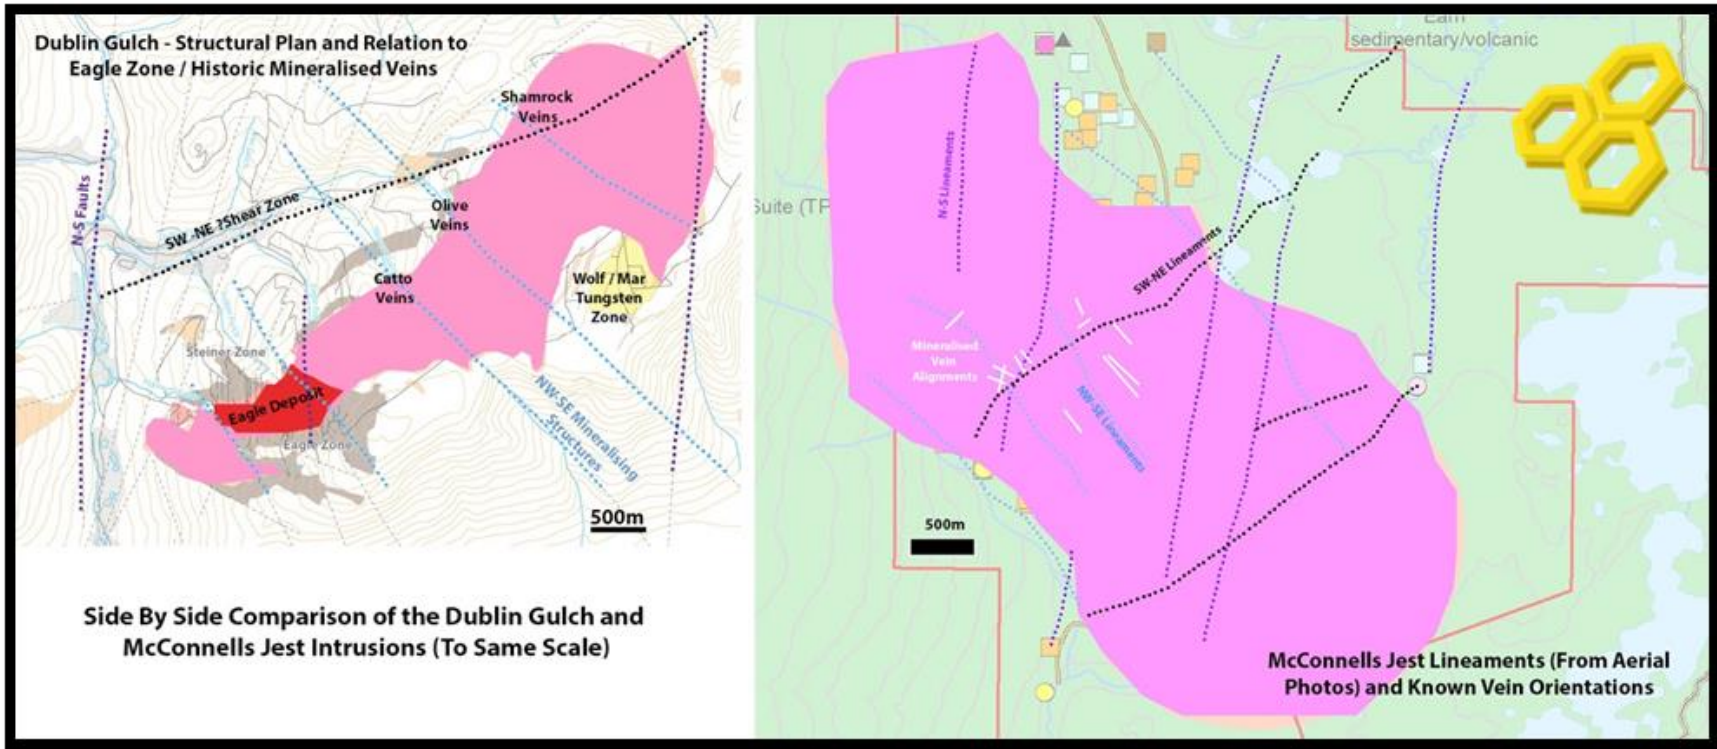 Dublin Gulch - Structural Plan and Relation to
Eagle Zone / Historic Mineralised Veins
Shamrock
Veins
N-S Faults
SW -NE ?Shear Zone
Olive
Veins
Catto
Veins
Wolf / Mar
Tungsten
Zone
Steiner Zone
Eagle Deposit
Eagle Zone
NW-SE Mineralising
Structures
500m
Side By Side Comparison of the Dublin Gulch and
McConnells Jest Intrusions (To Same Scale)
Earn
sedimentary/volcanic
Suite (TP
N-S Lineaments
SW-NE Lineaments
Mineralised
Vein
Alignments
NW-SE Lineaments
500m
McConnells Jest Lineaments (From Aerial
Photos) and Known Vein Orientations